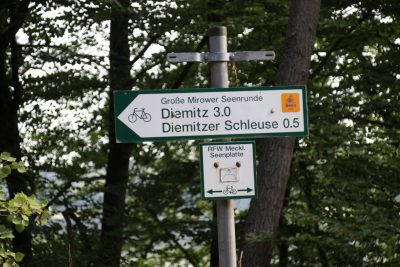 Große Mirower Seenrunde
Diemitz 3.0
Diemitzer Schleuse 0.5
RFW Meckl.
Seenplatte